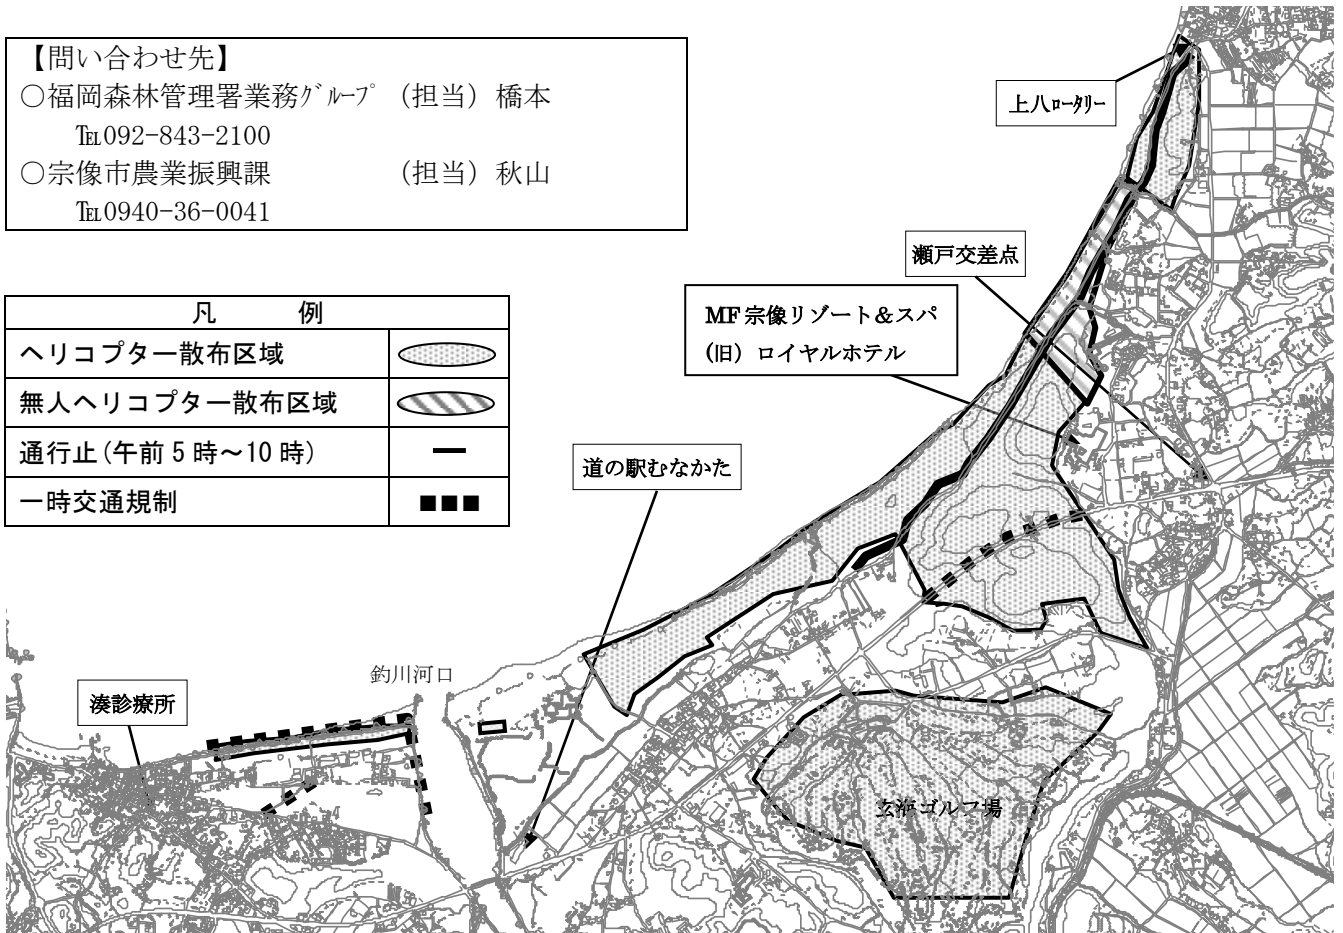 【問い合わせ先】
○福岡森林管理署業務ｸﾞﾙｰﾌﾟ （担当）橋本
℡092-843-2100
○宗像市農業振興課 （担当）秋山
℡0940-36-0041
上八ﾛｰﾀﾘｰ
瀬戸交差点
MF宗像リゾート＆スパ
(旧）ロイヤルホテル
凡 例
ヘリコプター散布区域
無人ヘリコプター散布区域
通行止(午前5時～10時)
一時交通規制
道の駅むなかた
釣川河口
湊診療所
玄海ゴルフ場